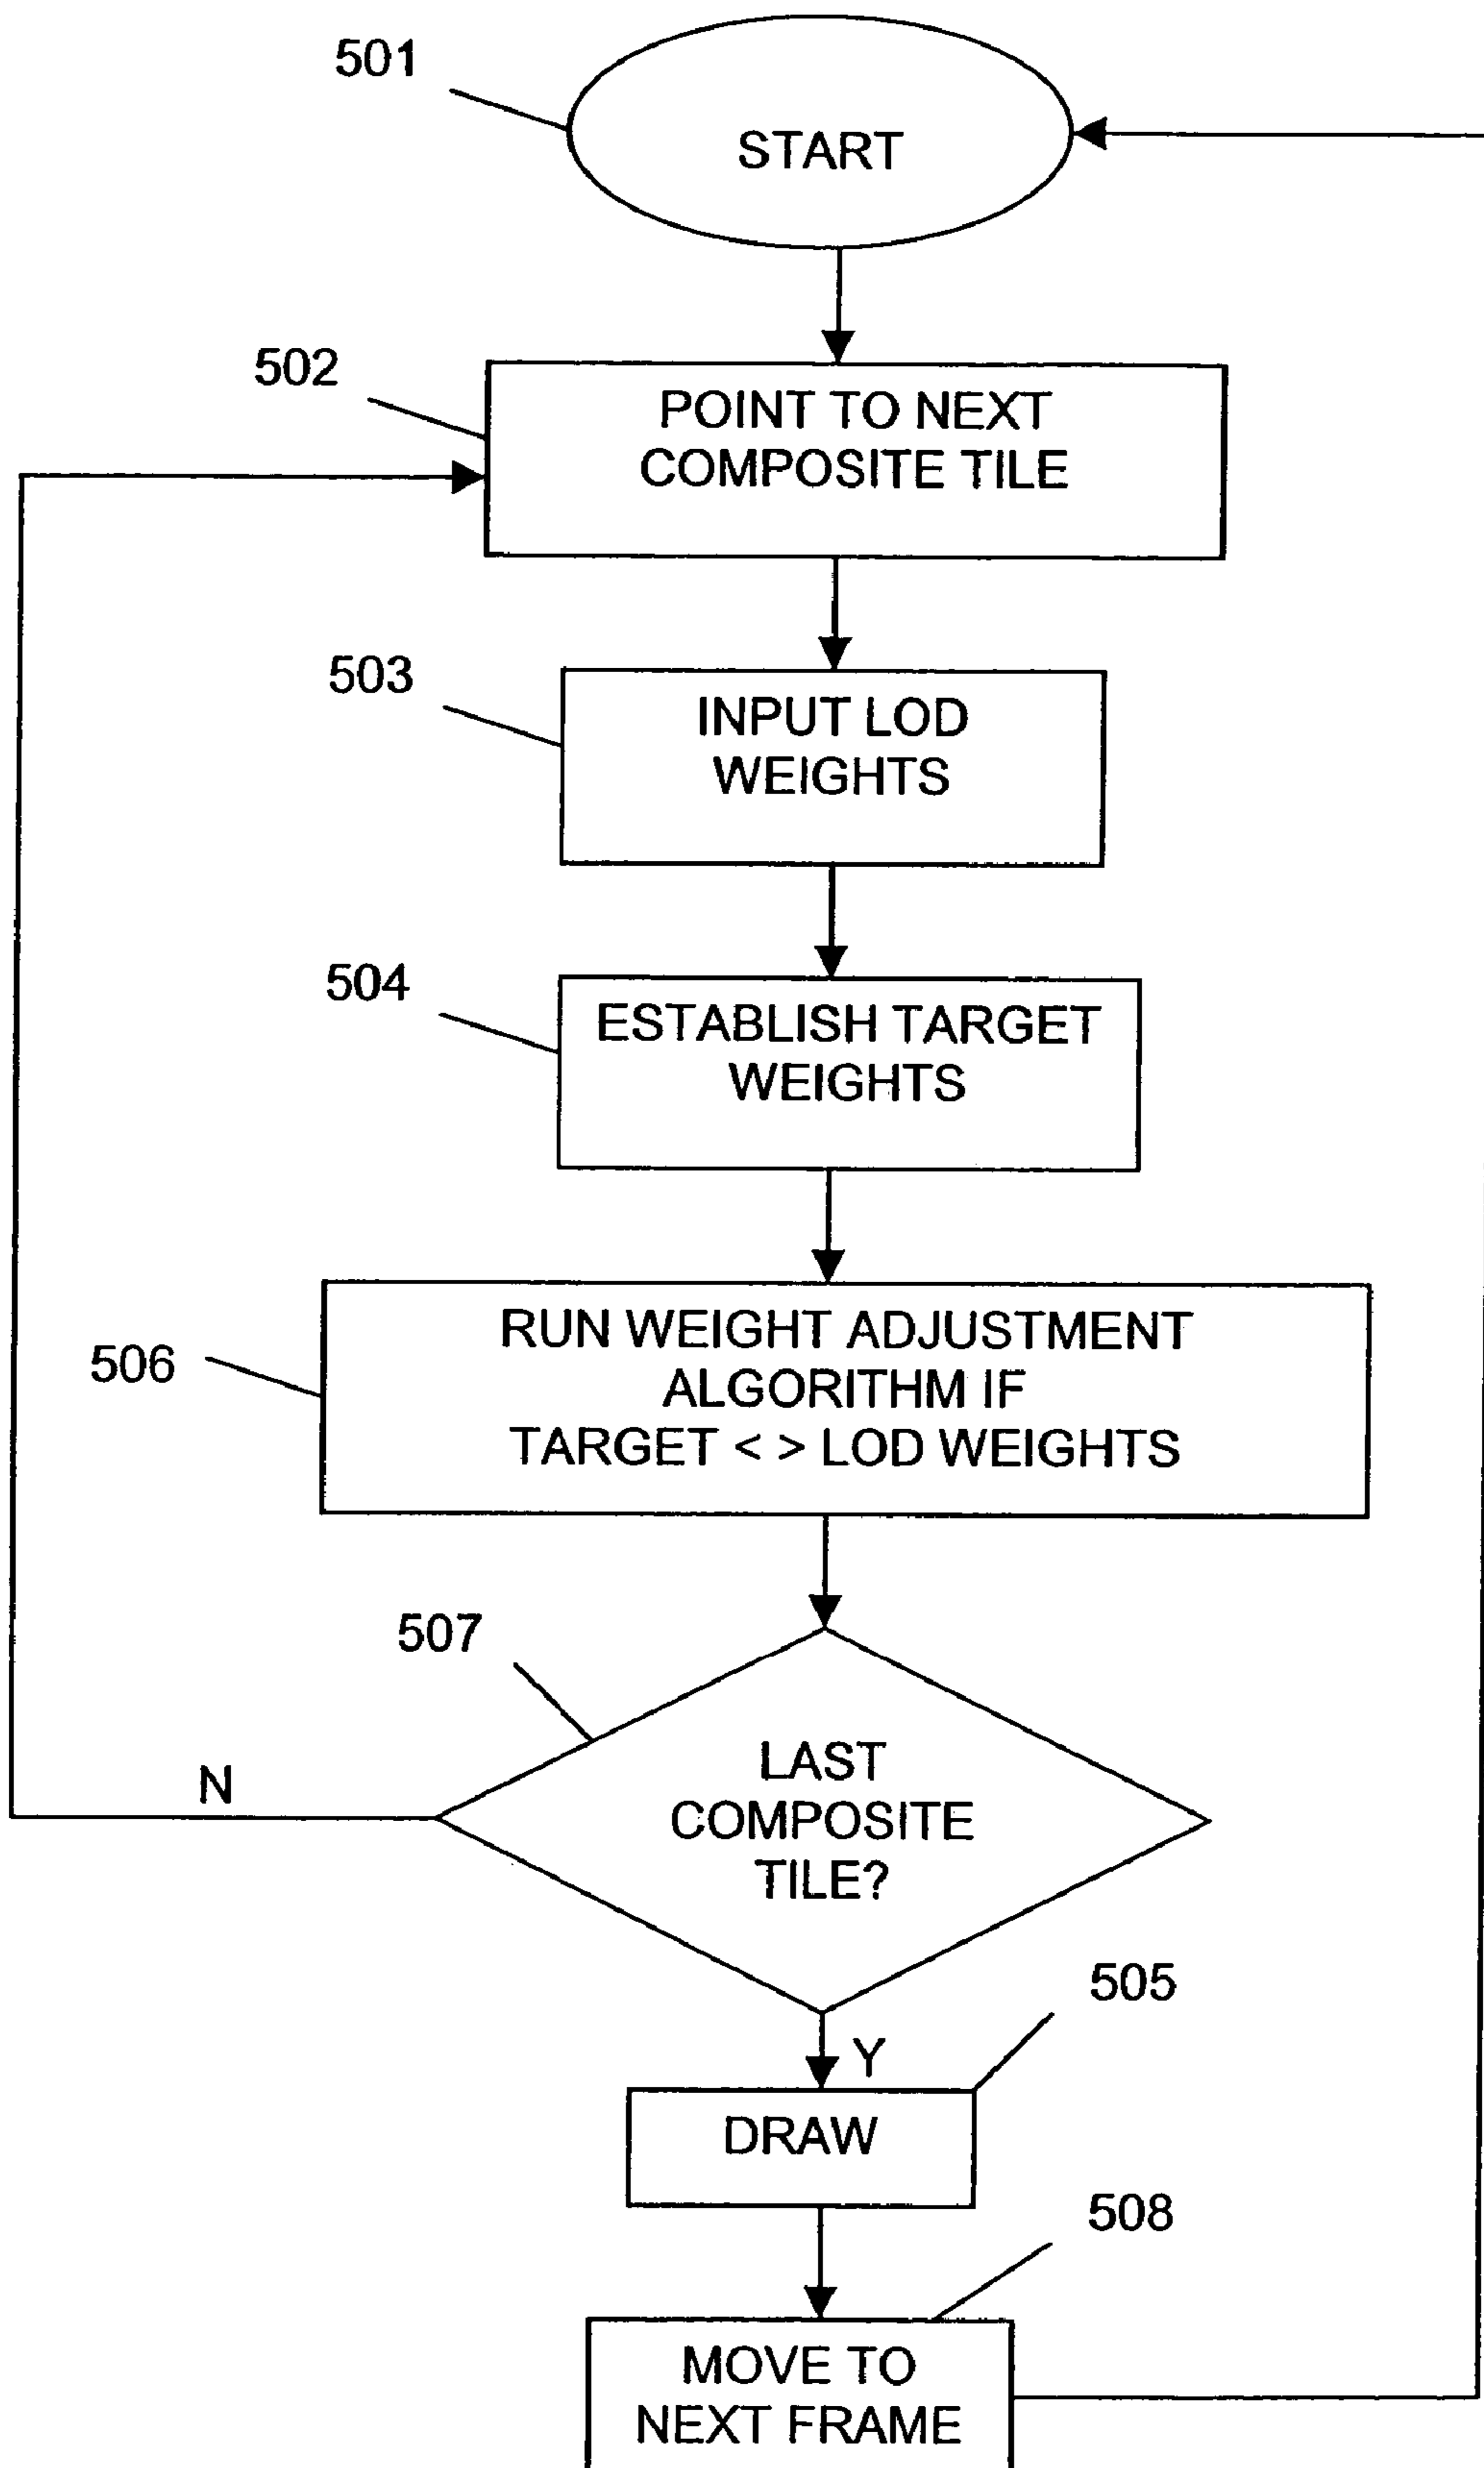 501
START
502
POINT TO NEXT
COMPOSITE TILE
503
INPUT LOD
WEIGHTS
504
ESTABLISH TARGET
WEIGHTS
506
RUN WEIGHT ADJUSTMENT
ALGORITHM IF
TARGET < > LOD WEIGHTS
507
LAST
COMPOSITE
TILE?
N
505
Y
DRAW
508
MOVE TO
NEXT FRAME